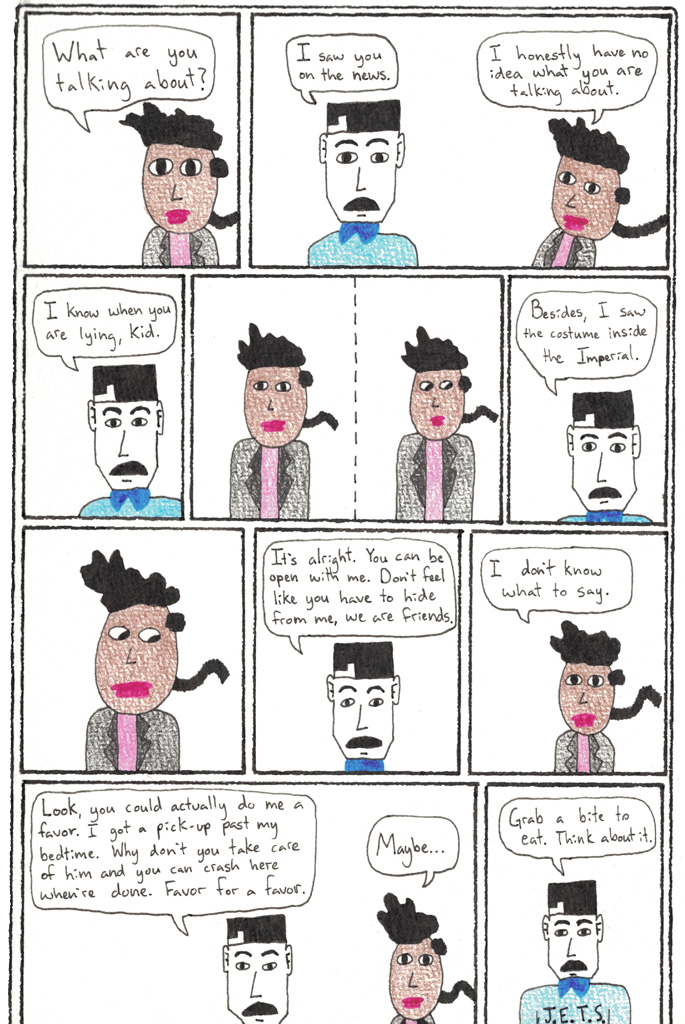 What are you
talking about?
I saw you
on the news.
I honestly have no
idea what you are
talking about.
I know when you
are lying, kid.
Besides, I saw
the costume inside
the Imperial.
It's alright. You can be
open with me. Don't feel
like you have to hide
from me, we are friends.
I don't know
what to say.
Look, you could actually do me a
favor. I got a pick-up past my
bedtime. Why don't you take care
of him and you can crash here
when're done. Favor for a favor.
Maybe...
Grab a bite to
eat. Think about it.
J.E.T.S.